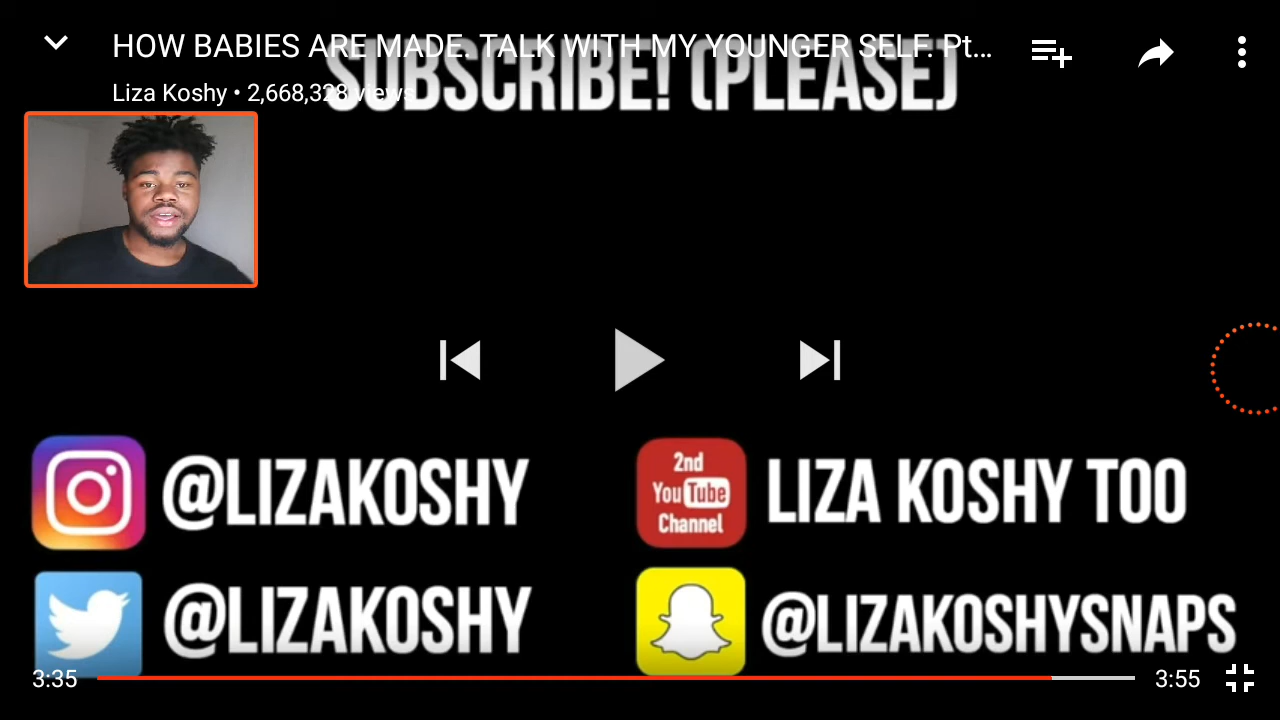 HOW BABIES ARE MADE. TALK WITH MY YOUNGER SELF. Pt...
SUBSCRIBE! (PLEASE)
Liza Koshy • 2,668,328 views
@LIZAKOSHY
2nd
YouTube
Channel
LIZA KOSHY TOO
@LIZAKOSHY
@LIZAKOSHYSNAPS
3:35
3:55